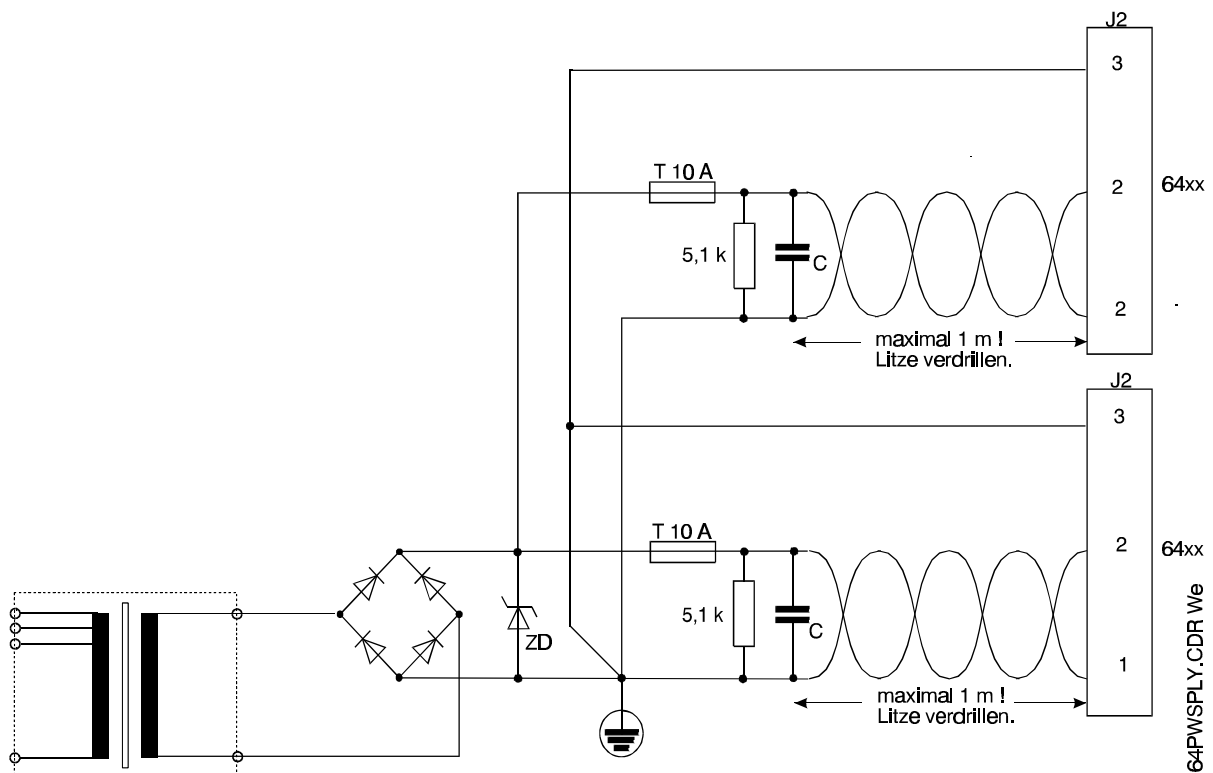 J2
3
T 10 A
2
64xx
5,1 k
C
2
maximal 1 m !
Litze verdrillen.
J2
3
T 10 A
2
64xx
5,1 k
C
ZD
1
maximal 1 m !
Litze verdrillen.
64PWSPLY.CDR We